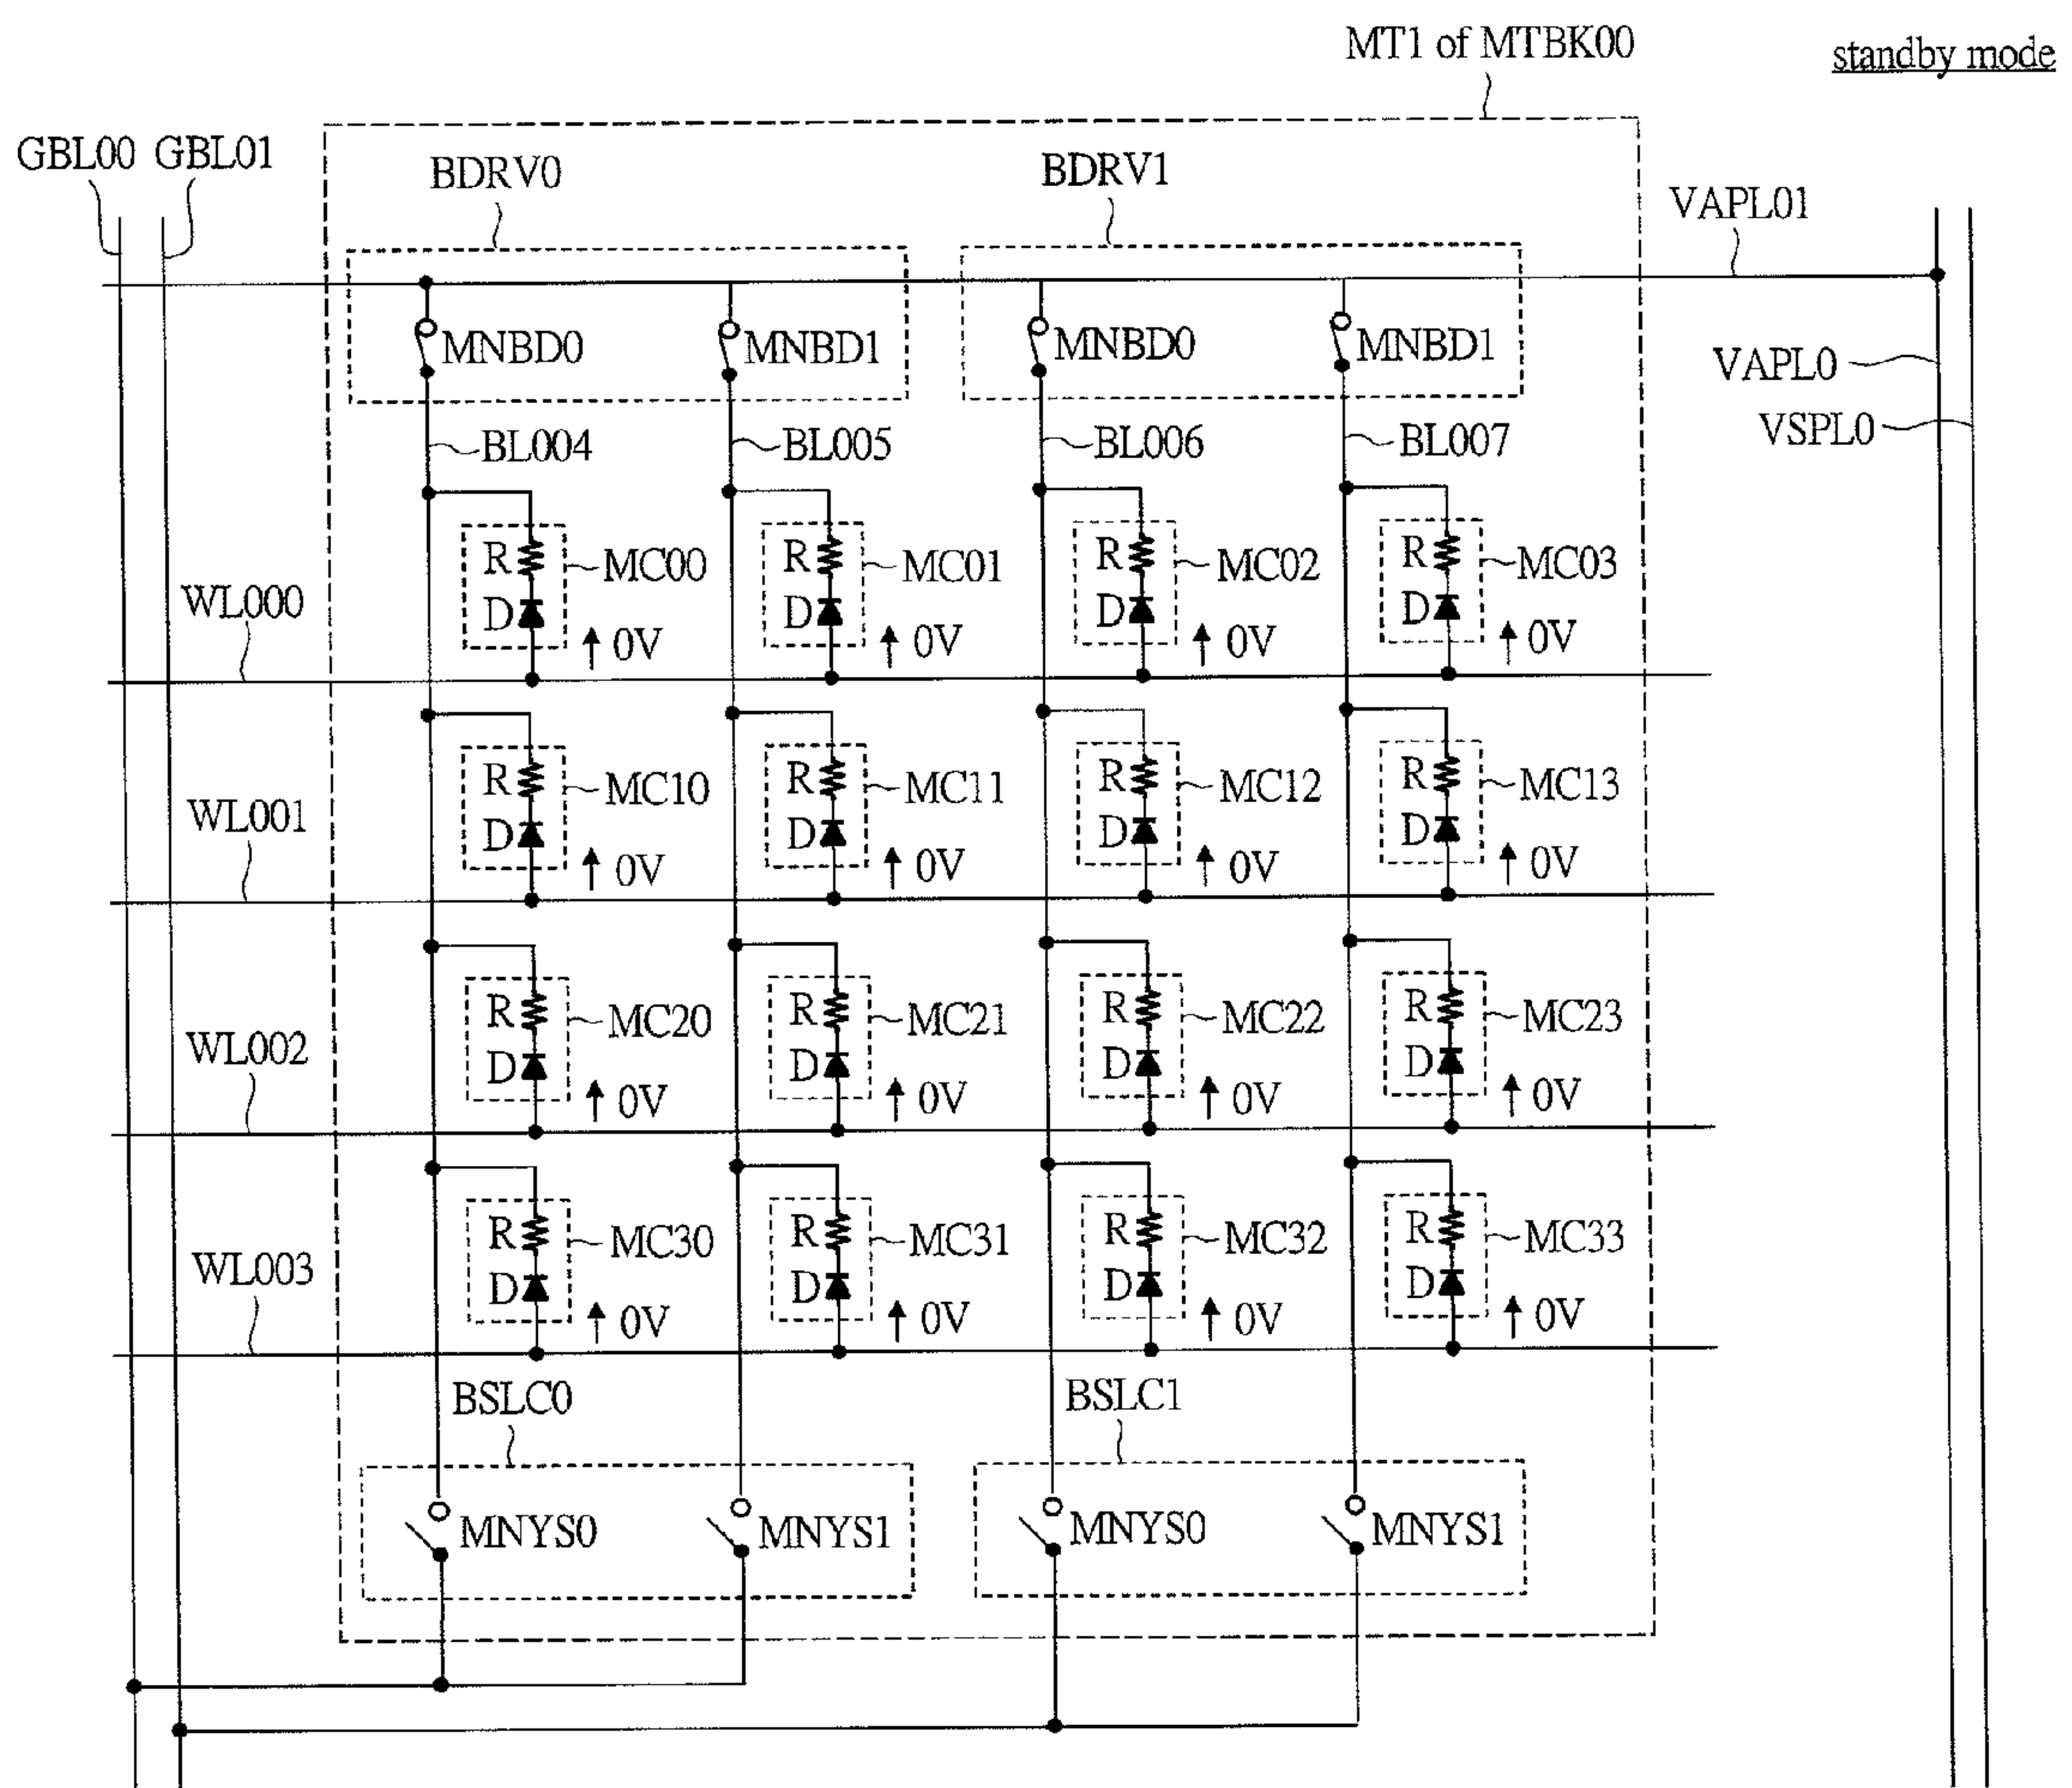 MT1 of MTBK00
standby mode
GBL00 GBL01
BDRV0
BDRV1
VAPL01
MNBD0
MNBD1
MNBD0
MNBD1
VAPL0
VSPL0
BL004
BL005
BL006
BL007
R
MC00
R
MC01
R
MC02
R
MC03
WL000
D
0V
D
0V
D
0V
D
0V
R
MC10
R
MC11
R
MC12
R
MC13
WL001
D
0V
D
0V
D
0V
D
0V
R
MC20
R
MC21
R
MC22
R
MC23
WL002
D
0V
D
0V
D
0V
D
0V
R
MC30
R
MC31
R
MC32
R
MC33
WL003
D
0V
D
0V
D
0V
D
0V
BSLC0
BSLC1
MNYS0
MNYS1
MNYS0
MNYS1